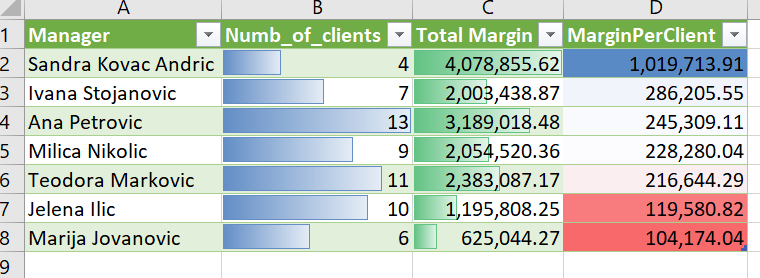 A B C D
1 Manager Numb_of_clients Total Margin MarginPerClient
2 Sandra Kovac Andric 4 4,078,855.62 1,019,713.91
3 Ivana Stojanovic 7 2,003,438.87 286,205.55
4 Ana Petrovic 13 3,189,018.48 245,309.11
5 Milica Nikolic 9 2,054,520.36 228,280.04
6 Teodora Markovic 11 2,383,087.17 216,644.29
7 Jelena Ilic 10 1,195,808.25 119,580.82
8 Marija Jovanovic 6 625,044.27 104,174.04
9